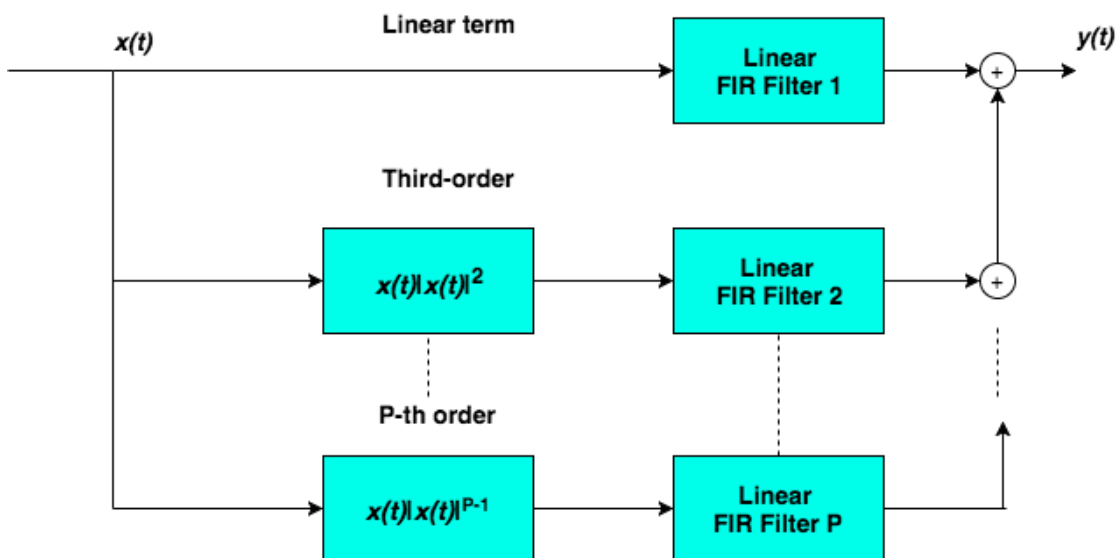 Linear term
x(t)
Linear
FIR Filter 1
+
y(t)
Third-order
x(t)|x(t)|²
Linear
FIR Filter 2
+
P-th order
x(t)|x(t)|ᴾ⁻¹
Linear
FIR Filter P